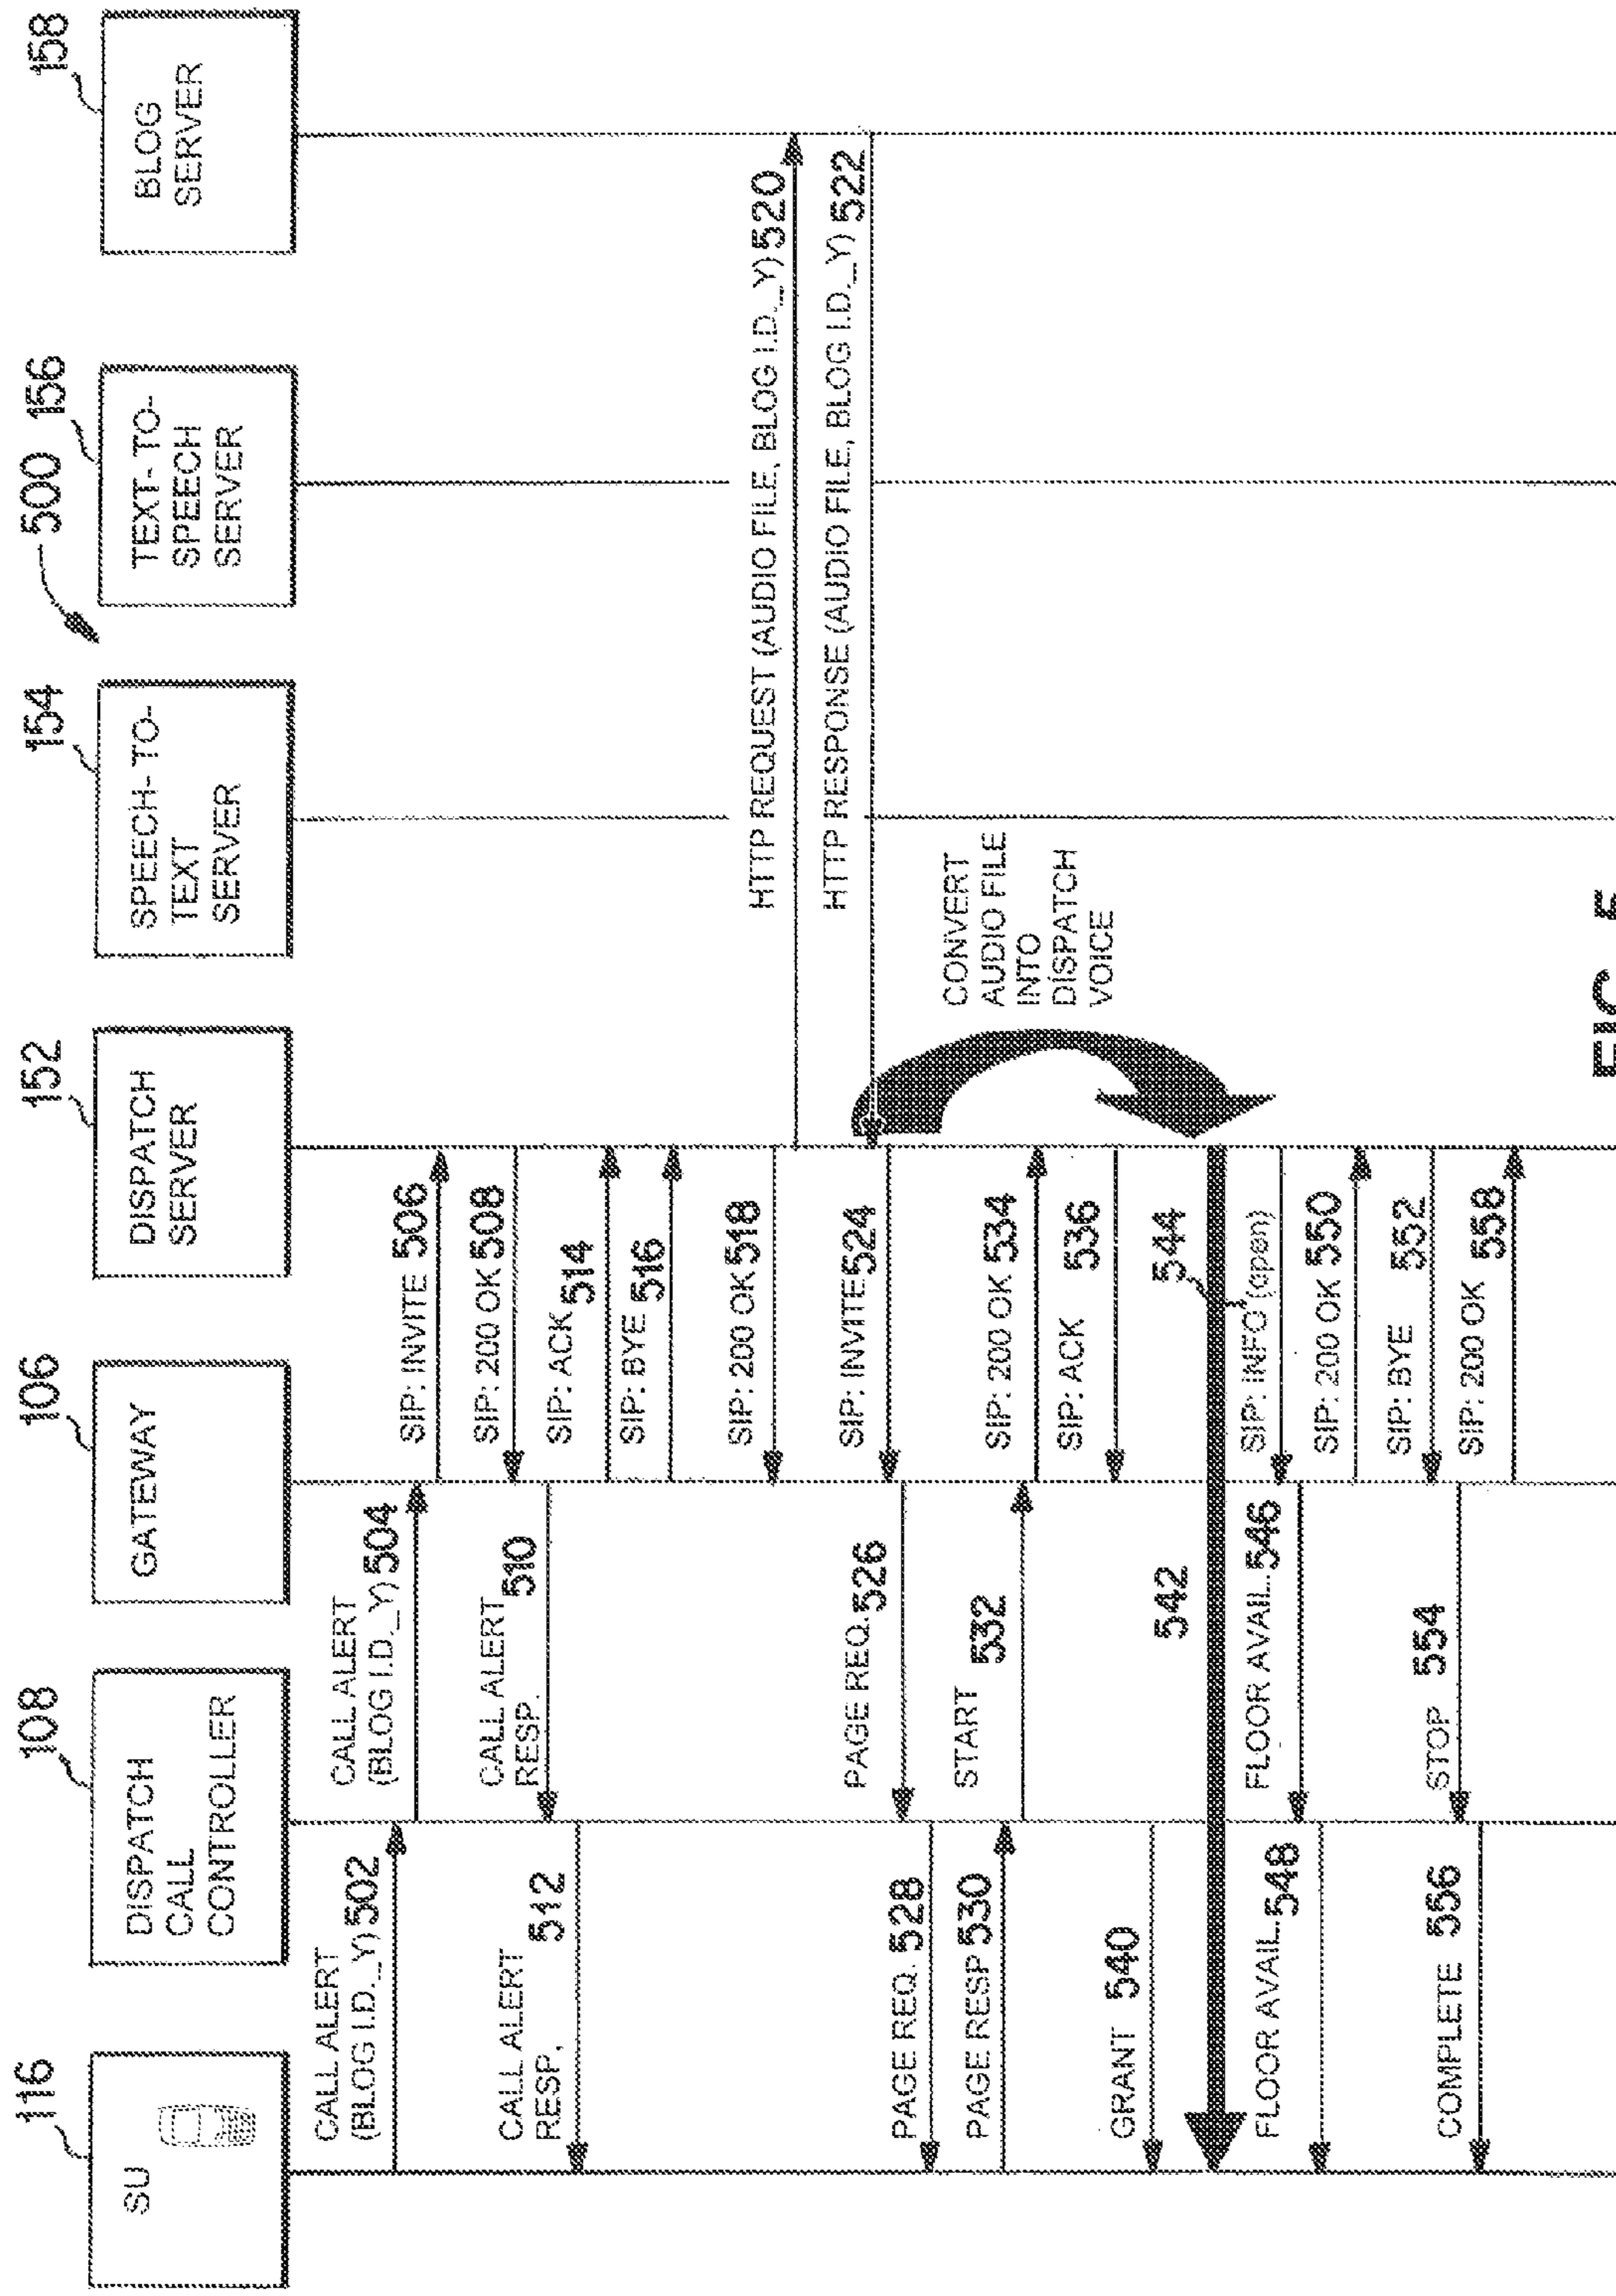 500
116
SU
108
DISPATCH
CALL
CONTROLLER
106
GATEWAY
152
DISPATCH
SERVER
154
SPEECH-TO-
TEXT
SERVER
156
TEXT-TO-
SPEECH
SERVER
158
BLOG
SERVER
CALL ALERT
(BLOG I.D._Y) 502
CALL ALERT
(BLOG I.D._Y) 504
SIP: INVITE 506
SIP: 200 OK 508
CALL ALERT
RESP. 510
CALL ALERT
RESP. 512
SIP: ACK 514
SIP: BYE 516
SIP: 200 OK 518
HTTP REQUEST (AUDIO FILE, BLOG I.D._Y) 520
HTTP RESPONSE (AUDIO FILE, BLOG I.D._Y) 522
SIP: INVITE 524
PAGE REQ. 526
PAGE REQ. 528
PAGE RESP 530
START 532
SIP: 200 OK 534
SIP: ACK 536
CONVERT
AUDIO FILE
INTO
DISPATCH
VOICE
GRANT 540
542
544
SIP: INFO (open)
FLOOR AVAIL. 546
FLOOR AVAIL. 548
SIP: 200 OK 550
SIP: BYE 552
STOP 554
COMPLETE 556
SIP: 200 OK 558
FIG. 5